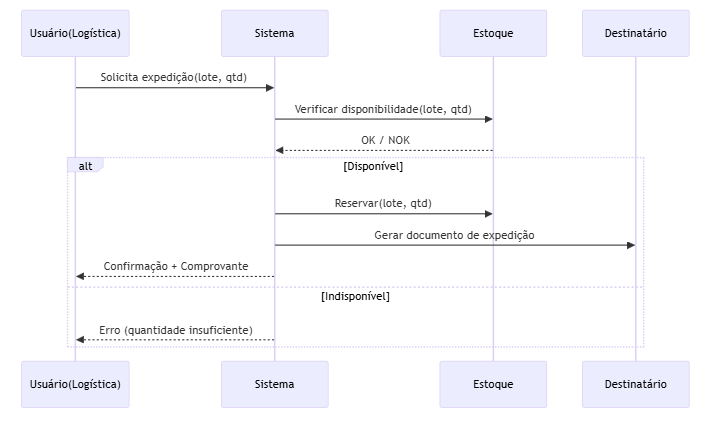 Usuário(Logística)
Sistema
Estoque
Destinatário
Solicita expedição(lote, qtd)
Verificar disponibilidade(lote, qtd)
OK / NOK
alt
[Disponível]
Reservar(lote, qtd)
Gerar documento de expedição
Confirmação + Comprovante
[Indisponível]
Erro (quantidade insuficiente)
Usuário(Logística)
Sistema
Estoque
Destinatário